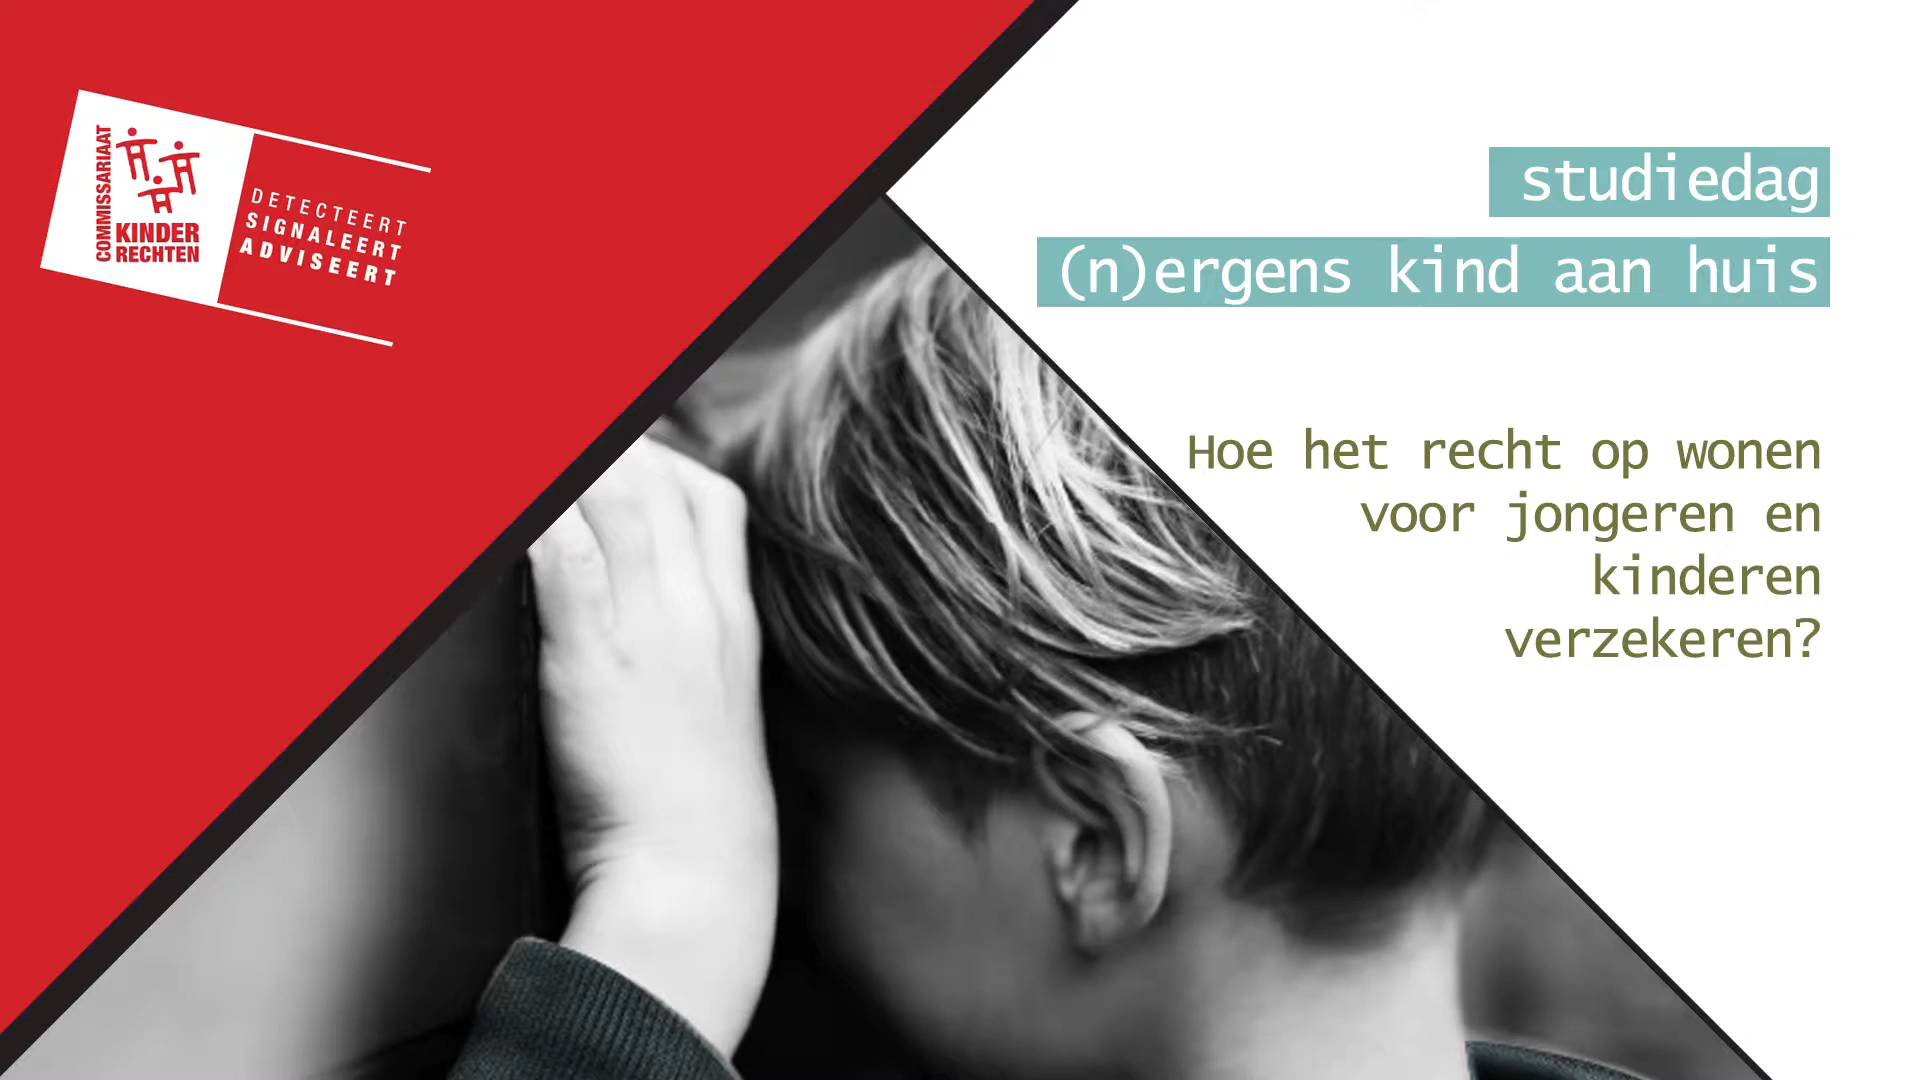 COMMISSARIAAT
KINDER
RECHTEN
DETECTEERT
SIGNALEERT
ADVISEERT
studiedag
(n)ergens kind aan huis
Hoe het recht op wonen
voor jongeren en
kinderen
verzekeren?